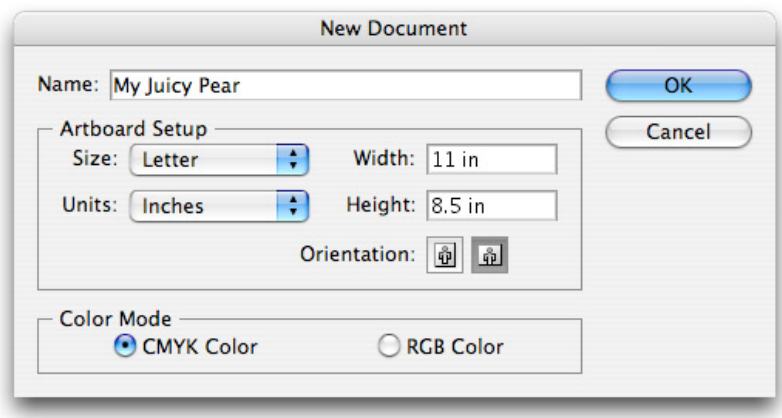 New Document
Name: My Juicy Pear
OK
Cancel
Artboard Setup
Size: Letter Width: 11 in
Units: Inches Height: 8.5 in
Orientation:
Color Mode
CMYK Color RGB Color